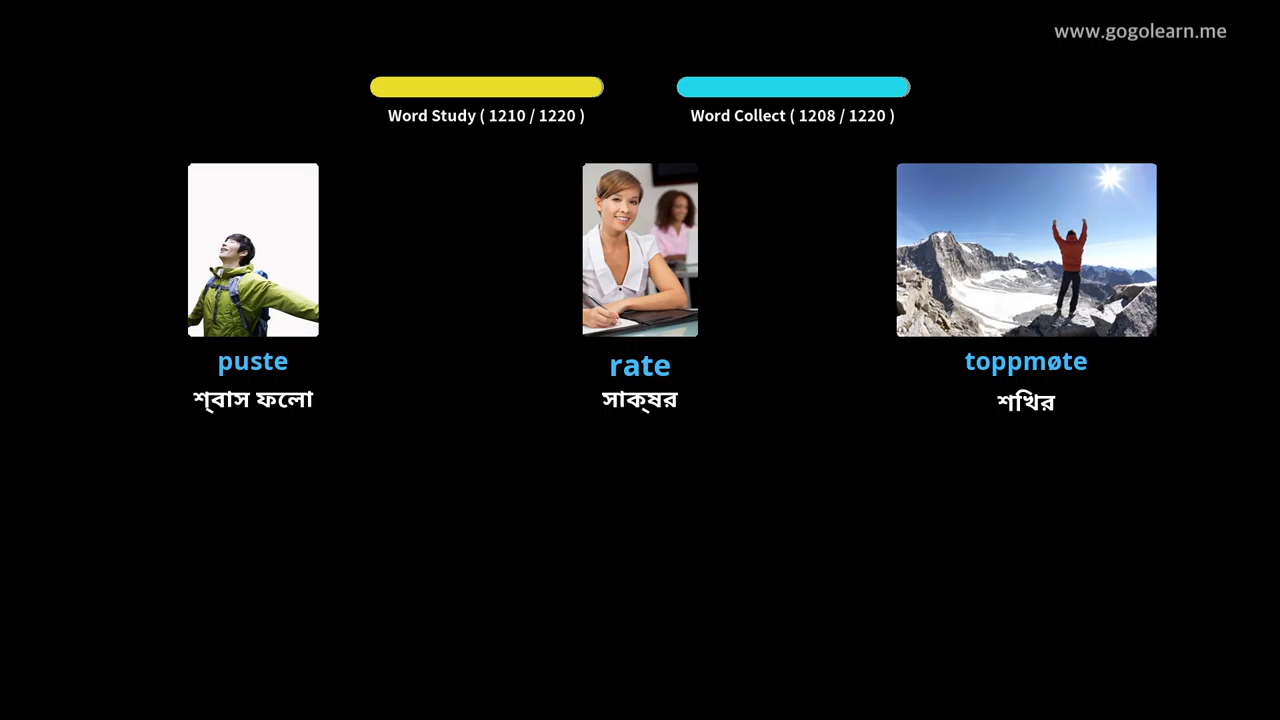 www.gogolearn.me
Word Study ( 1210 / 1220 )
Word Collect ( 1208 / 1220 )
puste
rate
toppmøte
শ্বাস ফলো
সাক্ষর
শখির